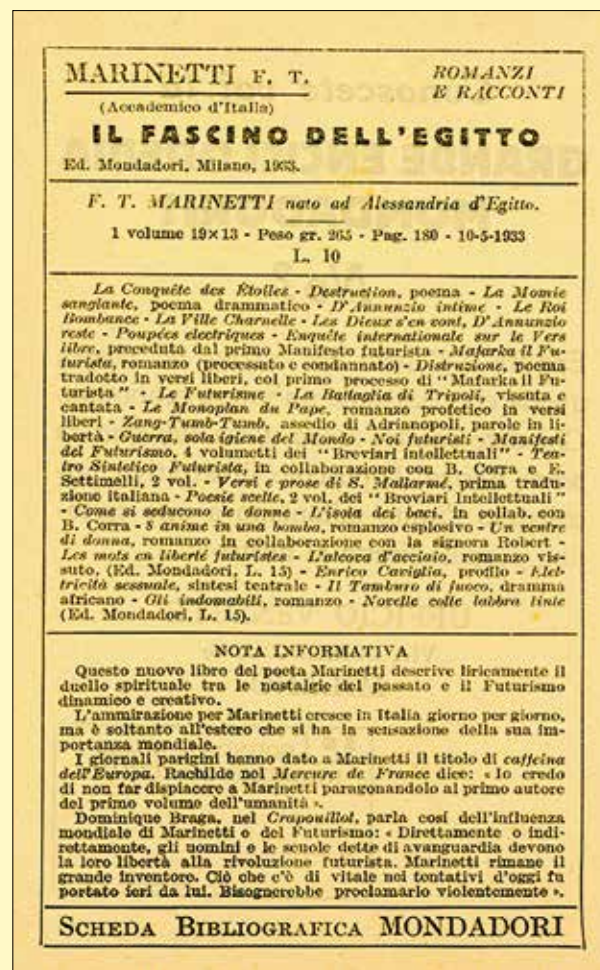 MARINETTI F. T.
ROMANZI
E RACCONTI
(Accademico d'Italia)
IL FASCINO DELL'EGITTO
Ed. Mondadori, Milano, 1933.
F. T. MARINETTI nato ad Alessandria d'Egitto.
1 volume 19×13 - Peso gr. 265 - Pag. 180 - 10-5-1933
L. 10
La Conquête des Étoiles - Destruction, poema - La Momie
sanglante, poema drammatico - D'Annunzio intime - Le Roi
Bombance - La Ville Charnelle - Les Dieux s'en vont, D'Annunzio
reste - Poupées electriques - Enquête internationale sur le Vers
libre, preceduta dal primo Manifesto futurista - Mafarka il Fu-
turista, romanzo (processato e condannato) - Distruzione, poema
tradotto in versi liberi, col primo processo di "Mafarka il Fu-
turista" - Le Futurisme - La Battaglia di Tripoli, vissuta e
cantata - Le Monoplan du Pape, romanzo profetico in versi
liberi - Zang-Tumb-Tumb, assedio di Adrianopoli, parole in li-
bertà - Guerra, sola igiene del Mondo - Noi futuristi - Manifesti
del Futurismo, 4 volumetti dei "Breviari intellettuali" - Tea-
tro Sintetico Futurista, in collaborazione con B. Corra e E.
Settimelli, 2 vol. - Versi e prose di S. Mallarmé, prima tradu-
zione italiana - Poesie scelte, 2 vol. dei "Breviari Intellettuali"
- Come si seducono le donne - L'isola dei baci, in collab. con
B. Corra - 8 anime in una bomba, romanzo esplosivo - Un ventre
di donna, romanzo in collaborazione con la signora Robert -
Les mots en liberté futuristes - L'alcova d'acciaio, romanzo vis-
suto, (Ed. Mondadori, L. 15) - Enrico Caviglia, profilo - Elet-
tricità sessuale, sintesi teatrale - Il Tamburo di fuoco, dramma
africano - Gli indomabili, romanzo - Novelle colle labbra tinte
(Ed. Mondadori, L. 15).
NOTA INFORMATIVA
Questo nuovo libro del poeta Marinetti descrive liricamente il
duello spirituale tra le nostalgie del passato e il Futurismo
dinamico e creativo.
L'ammirazione per Marinetti cresce in Italia giorno per giorno,
ma è soltanto all'estero che si ha in sensazione della sua im-
portanza mondiale.
I giornali parigini hanno dato a Marinetti il titolo di caffeina
dell'Europa. Rachilde nel Mercure de France dice: « Io credo
di non far dispiacere a Marinetti paragonandolo al primo autore
del primo volume dell'umanità ».
Dominique Braga, nel Crapouillot, parla così dell'influenza
mondiale di Marinetti e del Futurismo: « Direttamente o indi-
rettamente, gli uomini e le scuole dette di avanguardia devono
la loro libertà alla rivoluzione futurista. Marinetti rimane il
grande inventore. Ciò che c'è di vitale nei tentativi d'oggi fu
portato ieri da lui. Bisognerebbe proclamarlo violentemente ».
SCHEDA BIBLIOGRAFICA MONDADORI